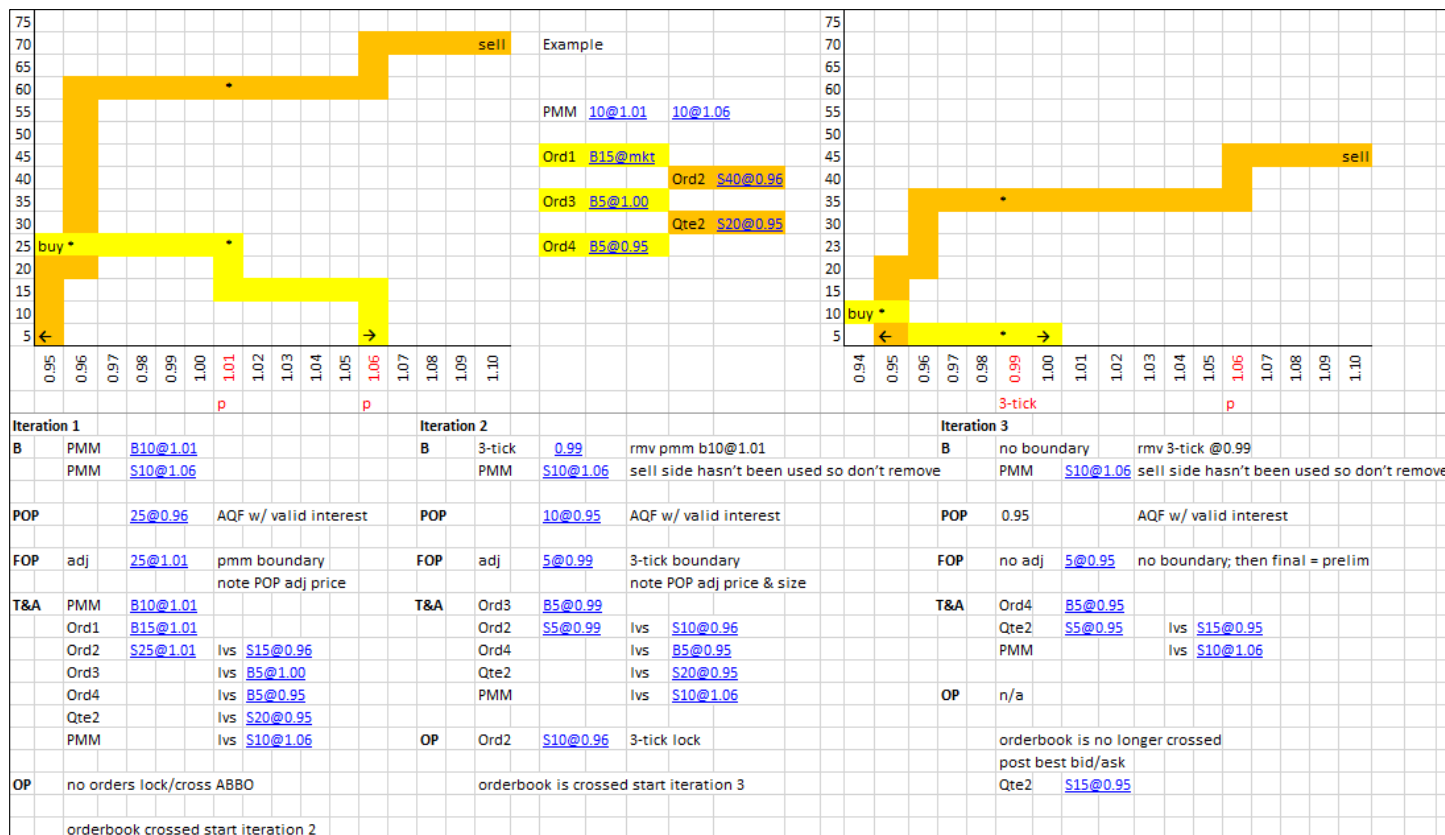 75
70 sell
65
60 *
55
50
45
40
35
30
25 buy * *
20
15
10
5 ← →
0.95 0.96 0.97 0.98 0.99 1.00 1.01 1.02 1.03 1.04 1.05 1.06 1.07 1.08 1.09 1.10
p p
Example
PMM 10@1.01 10@1.06
Ord1 B15@mkt
Ord2 S40@0.96
Ord3 B5@1.00
Qte2 S20@0.95
Ord4 B5@0.95
75
70
65
60
55
50
45 sell
40
35 *
30
23
20
15
10 buy *
5 ← * →
0.94 0.95 0.96 0.97 0.98 0.99 1.00 1.01 1.02 1.03 1.04 1.05 1.06 1.07 1.08 1.09 1.10
3-tick p
Iteration 1
B PMM B10@1.01
PMM S10@1.06
POP 25@0.96 AQF w/ valid interest
FOP adj 25@1.01 pmm boundary
note POP adj price
T&A PMM B10@1.01
Ord1 B15@1.01
Ord2 S25@1.01 lvs S15@0.96
Ord3 lvs B5@1.00
Ord4 lvs B5@0.95
Qte2 lvs S20@0.95
PMM lvs S10@1.06
OP no orders lock/cross ABBO
orderbook crossed start iteration 2
Iteration 2
B 3-tick 0.99 rmv pmm b10@1.01
PMM S10@1.06 sell side hasn't been used so don't remove
POP 10@0.95 AQF w/ valid interest
FOP adj 5@0.99 3-tick boundary
note POP adj price & size
T&A Ord3 B5@0.99
Ord2 S5@0.99 lvs S10@0.96
Ord4 lvs B5@0.95
Qte2 lvs S20@0.95
PMM lvs S10@1.06
OP Ord2 S10@0.96 3-tick lock
orderbook is crossed start iteration 3
Iteration 3
B no boundary rmv 3-tick @0.99
PMM S10@1.06 sell side hasn't been used so don't remove
POP 0.95 AQF w/ valid interest
FOP no adj 5@0.95 no boundary; then final = prelim
T&A Ord4 B5@0.95
Qte2 S5@0.95 lvs S15@0.95
PMM lvs S10@1.06
OP n/a
orderbook is no longer crossed
post best bid/ask
Qte2 S15@0.95